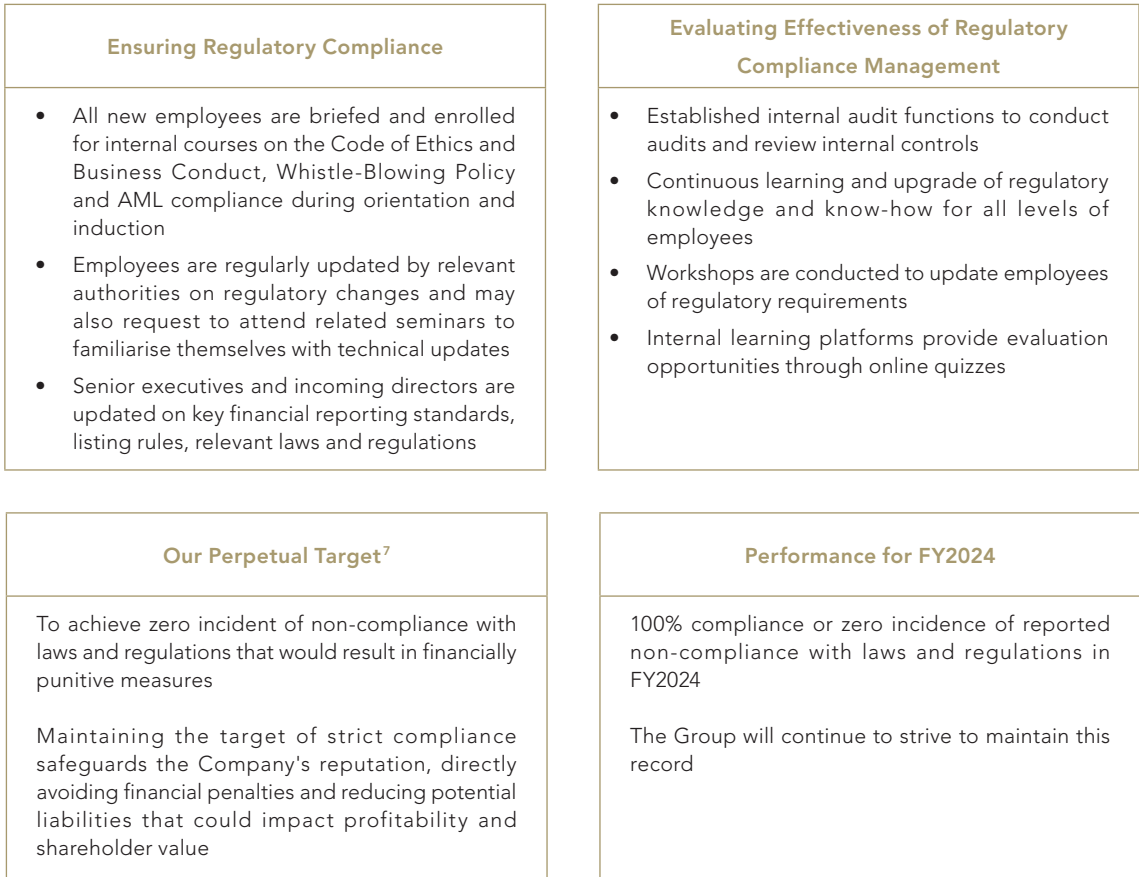 Ensuring Regulatory Compliance
• All new employees are briefed and enrolled
for internal courses on the Code of Ethics and
Business Conduct, Whistle-Blowing Policy
and AML compliance during orientation and
induction
• Employees are regularly updated by relevant
authorities on regulatory changes and may
also request to attend related seminars to
familiarise themselves with technical updates
• Senior executives and incoming directors are
updated on key financial reporting standards,
listing rules, relevant laws and regulations
Evaluating Effectiveness of Regulatory
Compliance Management
• Established internal audit functions to conduct
audits and review internal controls
• Continuous learning and upgrade of regulatory
knowledge and know-how for all levels of
employees
• Workshops are conducted to update employees
of regulatory requirements
• Internal learning platforms provide evaluation
opportunities through online quizzes
Our Perpetual Target⁷
To achieve zero incident of non-compliance with
laws and regulations that would result in financially
punitive measures
Maintaining the target of strict compliance
safeguards the Company's reputation, directly
avoiding financial penalties and reducing potential
liabilities that could impact profitability and
shareholder value
Performance for FY2024
100% compliance or zero incidence of reported
non-compliance with laws and regulations in
FY2024
The Group will continue to strive to maintain this
record